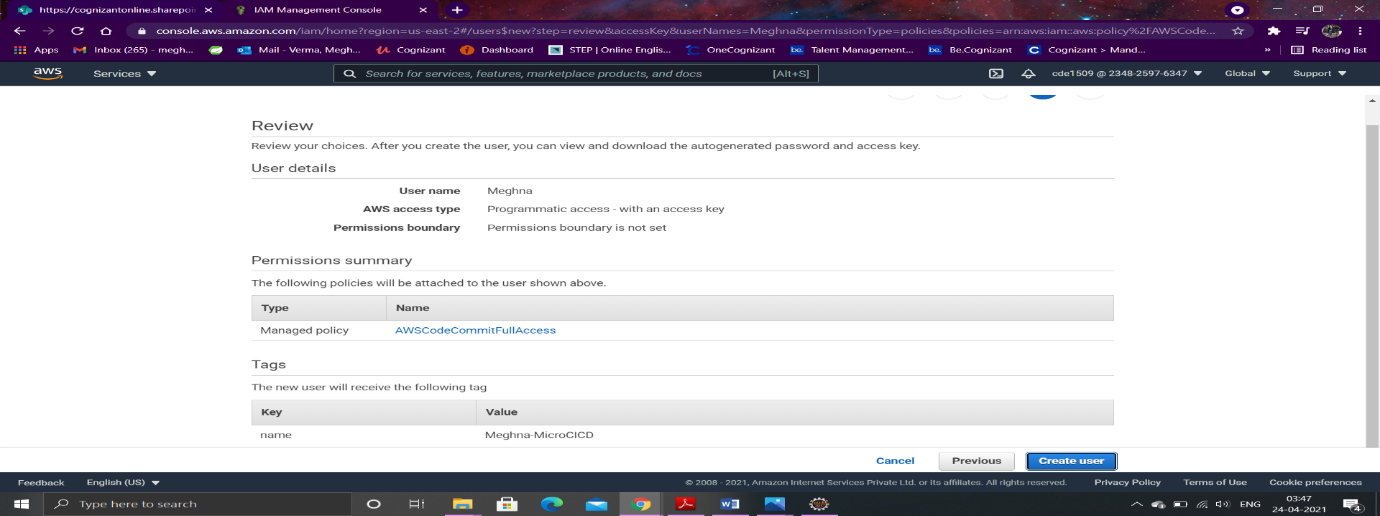 https://cognizantonline.sharepoi
IAM Management Console
console.aws.amazon.com/iam/home?region=us-east-2#/users$new?step=review&accessKey&userNames=Meghna&permissionType=policies&policies=arn:aws:iam::aws:policy%2FAWSCode...
Apps Inbox (265) - megh... Mail - Verma, Megh... Cognizant Dashboard STEP | Online Englis... OneCognizant Talent Management... Be.Cognizant Cognizant > Mand... » Reading list
aws Services Search for services, features, marketplace products, and docs [Alt+S] cde1509 @ 2348-2597-6347 Global Support
Review
Review your choices. After you create the user, you can view and download the autogenerated password and access key.
User details
User name Meghna
AWS access type Programmatic access - with an access key
Permissions boundary Permissions boundary is not set
Permissions summary
The following policies will be attached to the user shown above.
Type Name
Managed policy AWSCodeCommitFullAccess
Tags
The new user will receive the following tag
Key Value
name Meghna-MicroCICD
Cancel Previous Create user
Feedback English (US) © 2008 - 2021, Amazon Internet Services Private Ltd. or its affiliates. All rights reserved. Privacy Policy Terms of Use Cookie preferences
Type here to search ENG 03:47
24-04-2021